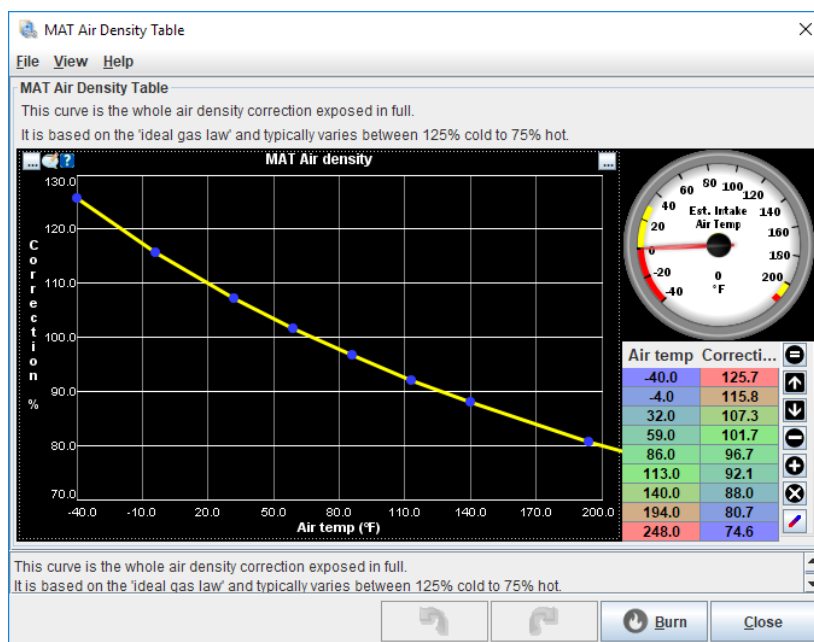 MAT Air Density Table
File View Help
MAT Air Density Table
This curve is the whole air density correction exposed in full.
It is based on the 'ideal gas law' and typically varies between 125% cold to 75% hot.
... ? MAT Air density ...
130.0
120.0
110.0
100.0
90.0
80.0
70.0
Correction %
-40.0 -10.0 20.0 50.0 80.0 110.0 140.0 170.0 200.0
Air temp (°F)
-40 -20 0 20 40 60 80 100 120 140 160 180 200
Est. Intake
Air Temp
0
°F
Air temp Correcti...
-40.0 125.7
-4.0 115.8
32.0 107.3
59.0 101.7
86.0 96.7
113.0 92.1
140.0 88.0
194.0 80.7
248.0 74.6
This curve is the whole air density correction exposed in full.
It is based on the 'ideal gas law' and typically varies between 125% cold to 75% hot.
Burn Close